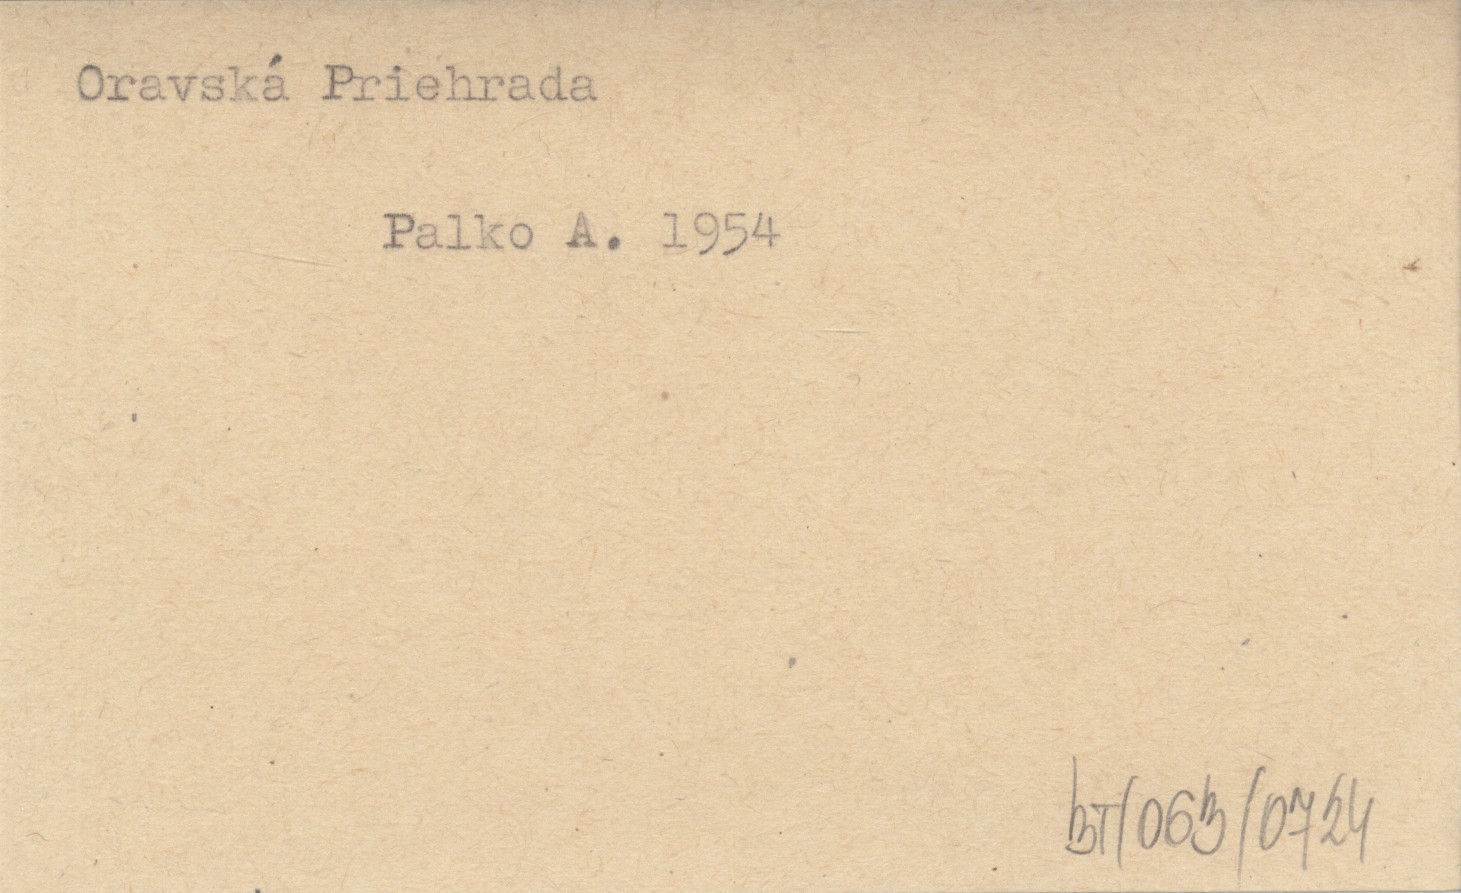 Oravská Priehrada
Palko A. 1954
BT/063/0724